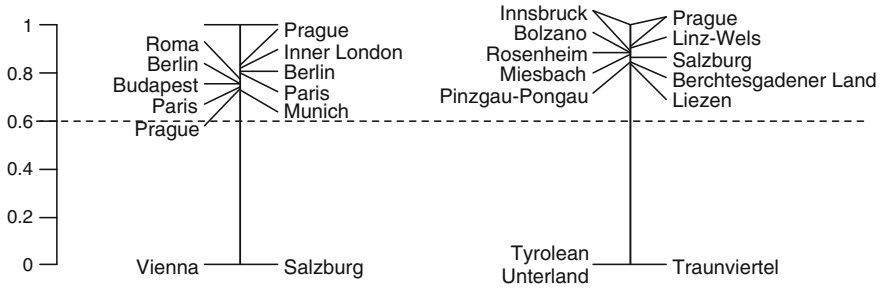 1
0.8
0.6
0.4
0.2
0
Roma
Berlin
Budapest
Paris
Prague
Vienna
Prague
Inner London
Berlin
Paris
Munich
Salzburg
Innsbruck
Bolzano
Rosenheim
Miesbach
Pinzgau-Pongau
Tyrolean
Unterland
Prague
Linz-Wels
Salzburg
Berchtesgadener Land
Liezen
Traunviertel